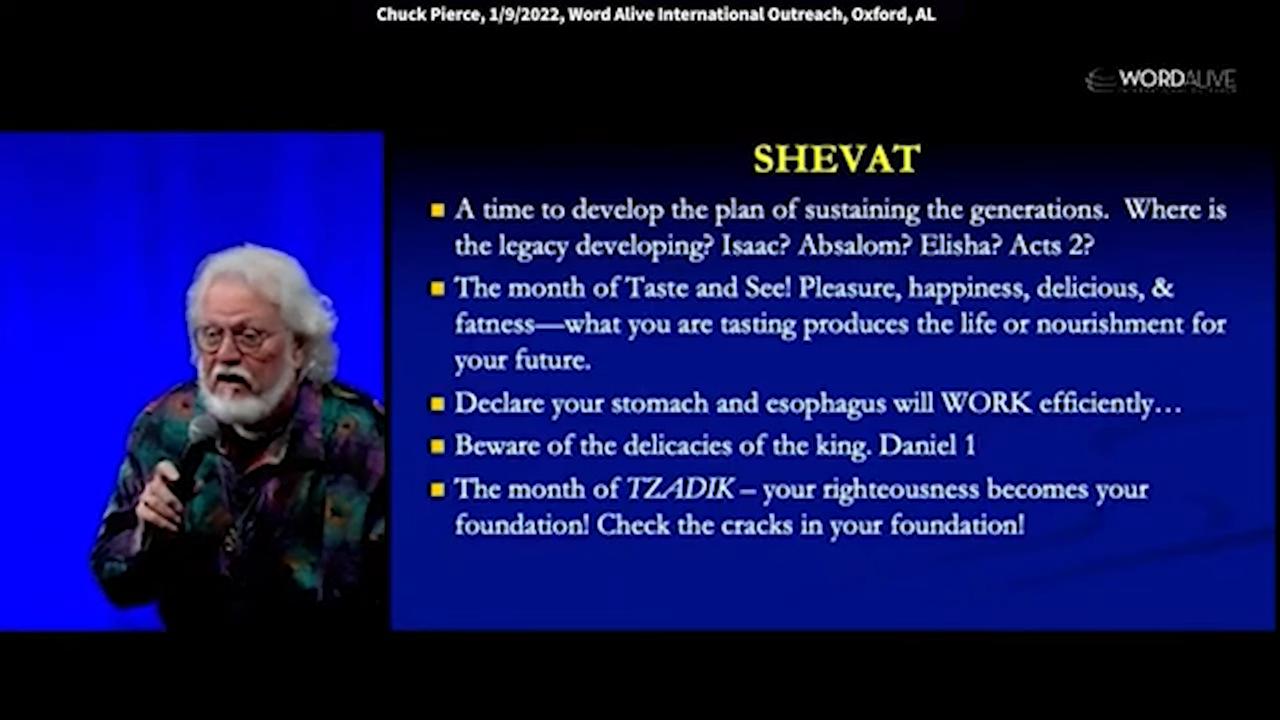 Chuck Pierce, 1/9/2022, Word Alive International Outreach, Oxford, AL
WORDALIVE
SHEVAT
A time to develop the plan of sustaining the generations. Where is
the legacy developing? Isaac? Absalom? Elisha? Acts 2?
The month of Taste and See! Pleasure, happiness, delicious, &
fatness—what you are tasting produces the life or nourishment for
your future.
Declare your stomach and esophagus will WORK efficiently…
Beware of the delicacies of the king. Daniel 1
The month of TZADIK – your righteousness becomes your
foundation! Check the cracks in your foundation!